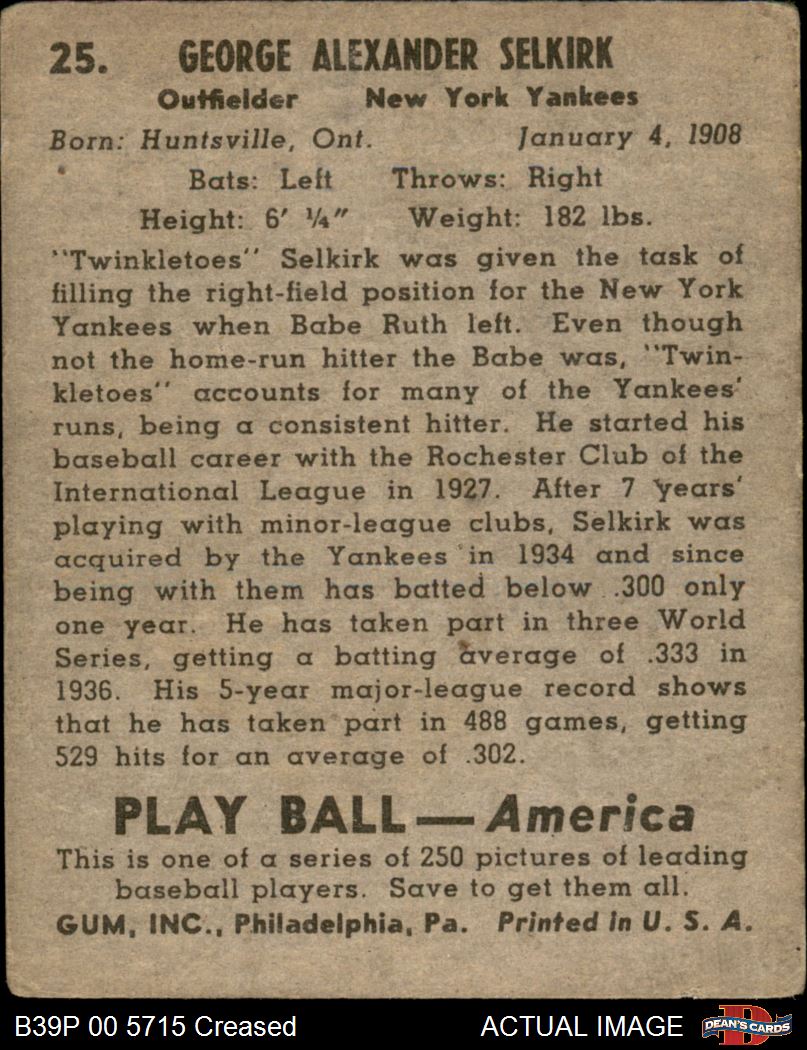 25. GEORGE ALEXANDER SELKIRK
Outfielder New York Yankees
Born: Huntsville, Ont. January 4, 1908
Bats: Left Throws: Right
Height: 6' ¼" Weight: 182 lbs.
"Twinkletoes" Selkirk was given the task of
filling the right-field position for the New York
Yankees when Babe Ruth left. Even though
not the home-run hitter the Babe was, "Twin-
kletoes" accounts for many of the Yankees'
runs, being a consistent hitter. He started his
baseball career with the Rochester Club of the
International League in 1927. After 7 years'
playing with minor-league clubs, Selkirk was
acquired by the Yankees in 1934 and since
being with them has batted below .300 only
one year. He has taken part in three World
Series, getting a batting average of .333 in
1936. His 5-year major-league record shows
that he has taken part in 488 games, getting
529 hits for an average of .302.
PLAY BALL—America
This is one of a series of 250 pictures of leading
baseball players. Save to get them all.
GUM, INC., Philadelphia, Pa. Printed in U. S. A.
B39P 00 5715 Creased ACTUAL IMAGE D DEAN'S CARDS